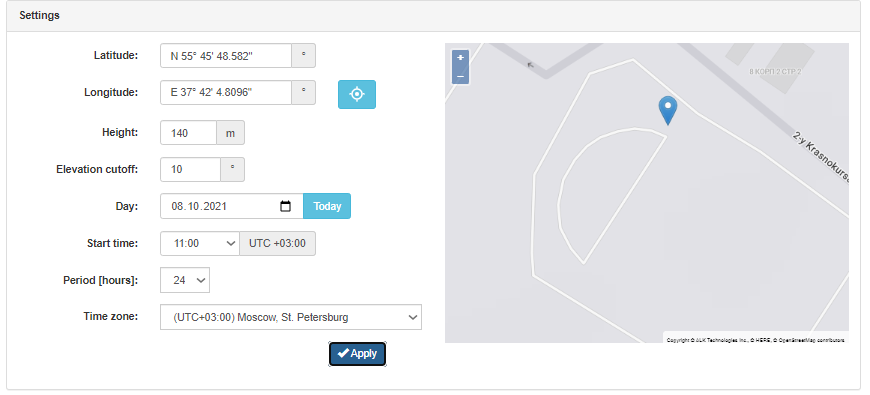 Settings
Latitude: N 55° 45' 48.582" °
Longitude: E 37° 42' 4.8096" °
Height: 140 m
Elevation cutoff: 10 °
Day: 08.10.2021 Today
Start time: 11:00 UTC +03:00
Period [hours]: 24
Time zone: (UTC+03:00) Moscow, St. Petersburg
Apply
+
−
8 КОРП 2 СТР 2
2-y Krasnokursa
Copyright © ALK Technologies Inc., © HERE, © OpenStreetMap contributors